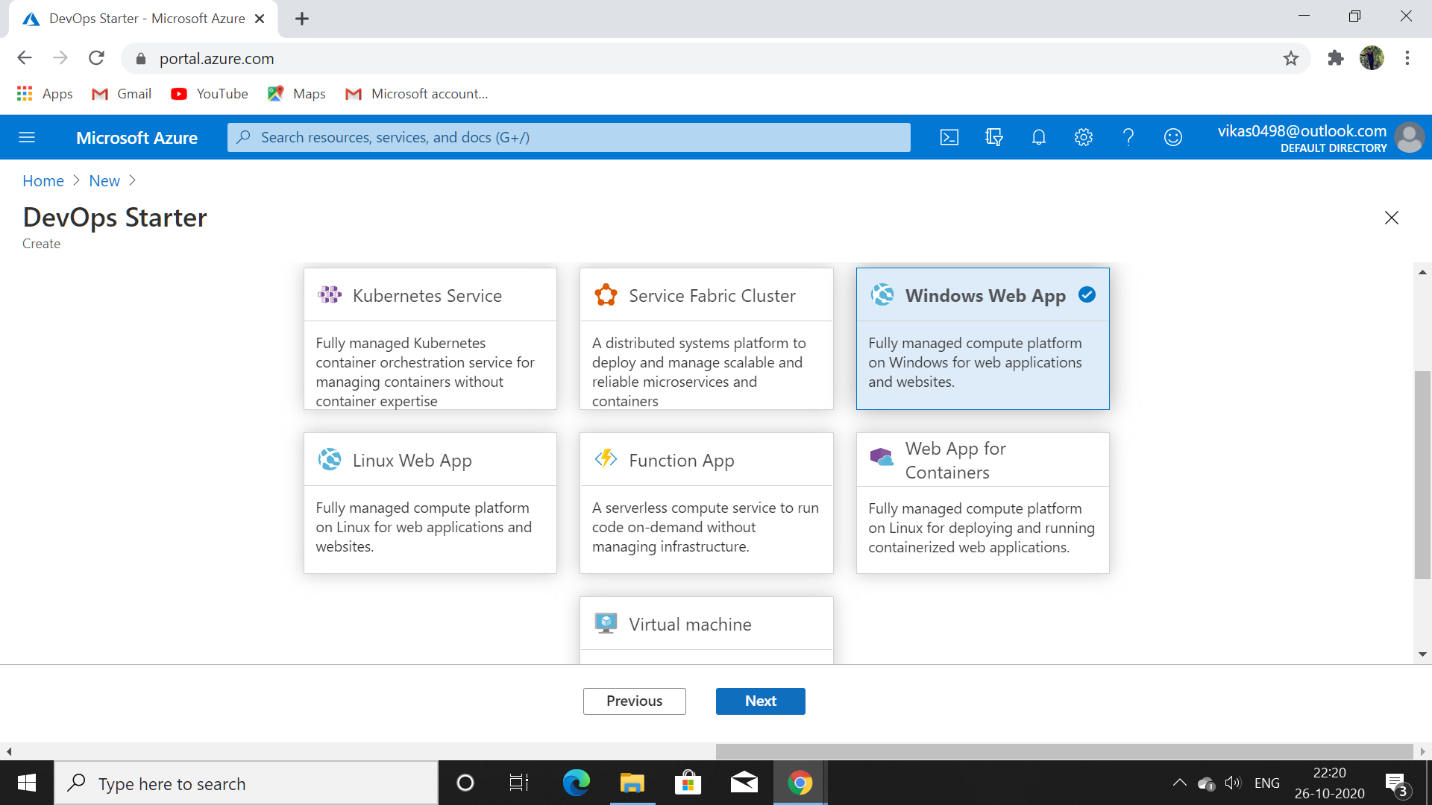 DevOps Starter - Microsoft Azure
portal.azure.com
Apps
Gmail
YouTube
Maps
Microsoft account...
Microsoft Azure
Search resources, services, and docs (G+/)
vikas0498@outlook.com
DEFAULT DIRECTORY
Home > New >
DevOps Starter
Create
Kubernetes Service
Fully managed Kubernetes
container orchestration service for
managing containers without
container expertise
Service Fabric Cluster
A distributed systems platform to
deploy and manage scalable and
reliable microservices and
containers
Windows Web App
Fully managed compute platform
on Windows for web applications
and websites.
Linux Web App
Fully managed compute platform
on Linux for web applications and
websites.
Function App
A serverless compute service to run
code on-demand without
managing infrastructure.
Web App for
Containers
Fully managed compute platform
on Linux for deploying and running
containerized web applications.
Virtual machine
Previous
Next
Type here to search
ENG
22:20
26-10-2020
3